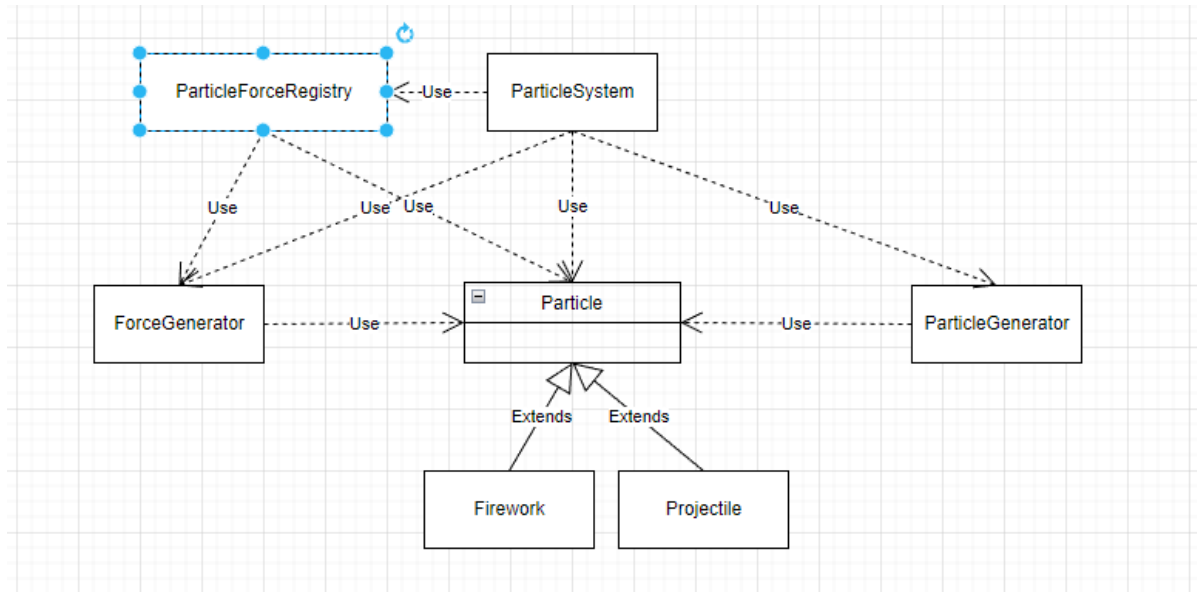 ParticleForceRegistry
Use
ParticleSystem
Use
Use
Use
Use
Use
ForceGenerator
Use
Particle
Use
ParticleGenerator
Extends
Extends
Firework
Projectile